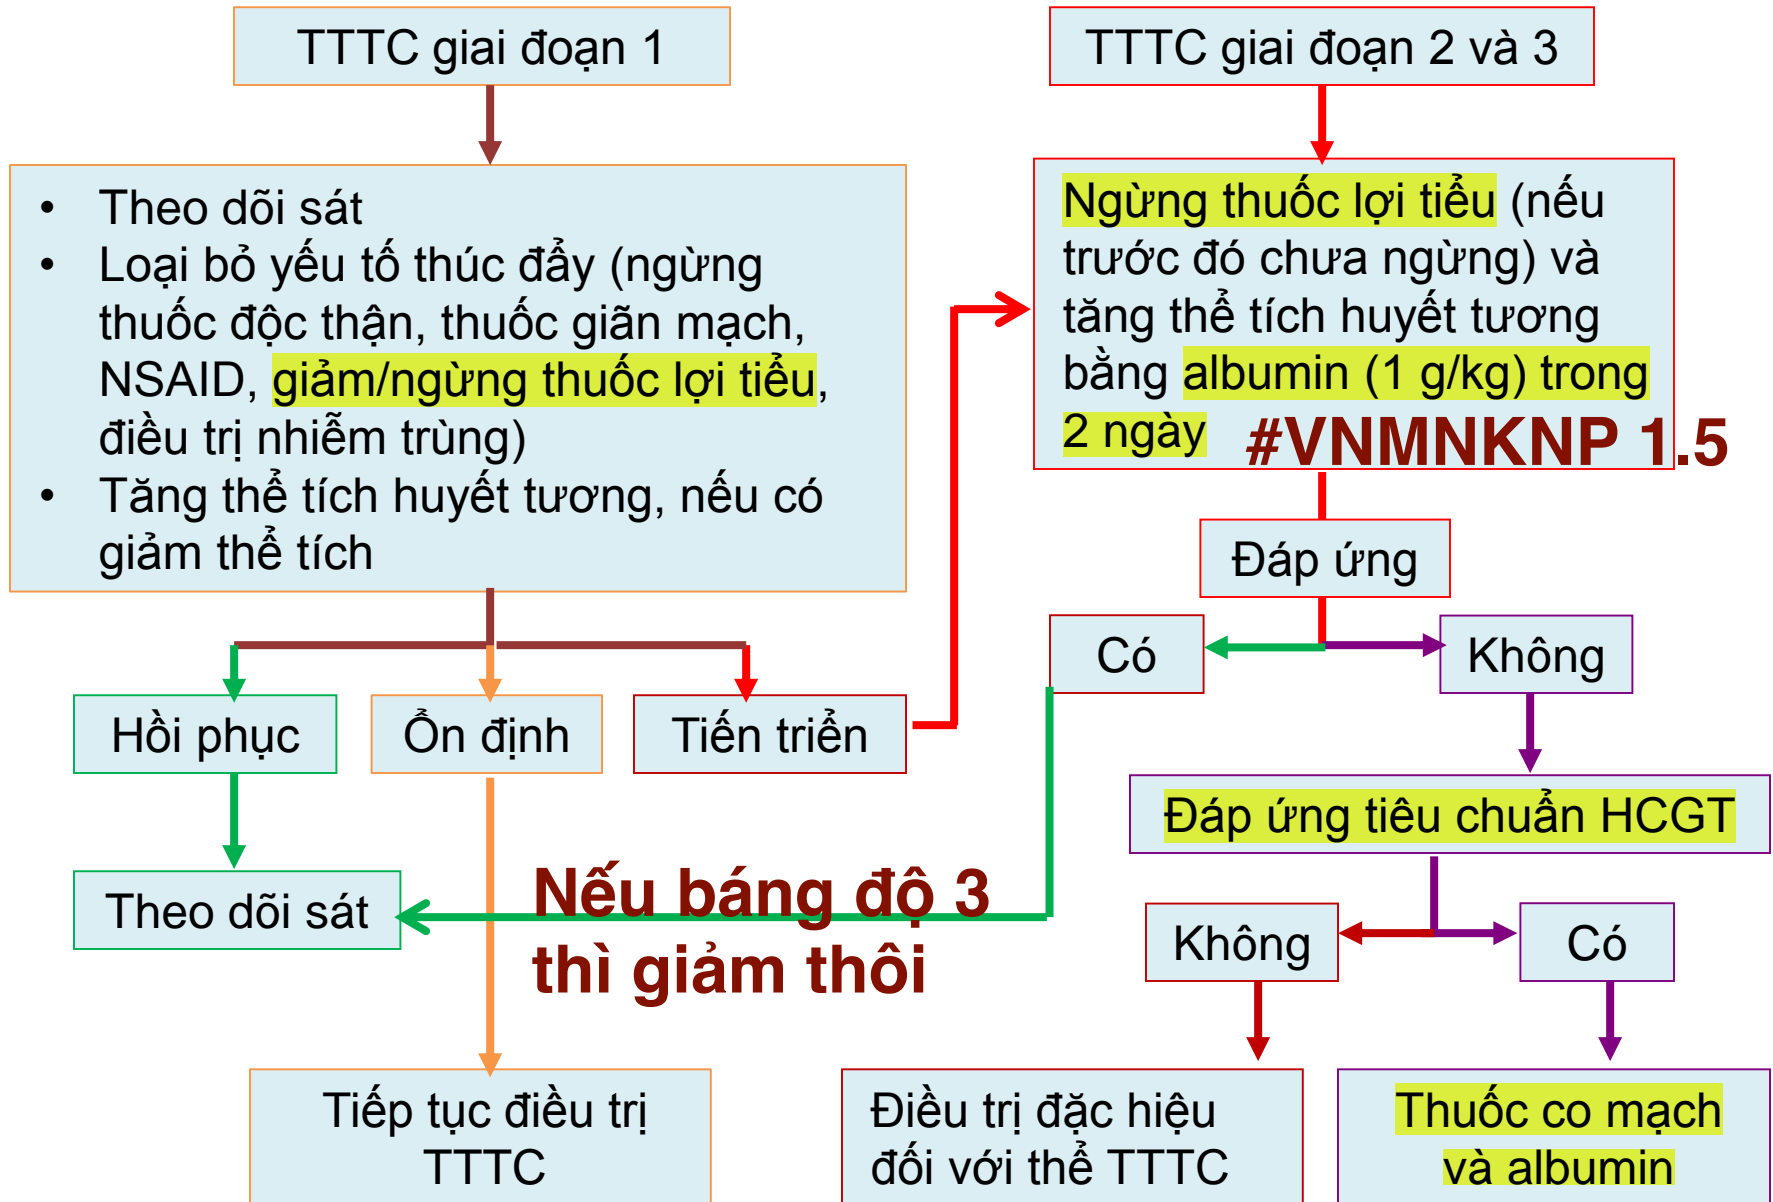 TTTC giai đoạn 1
• Theo dõi sát
• Loại bỏ yếu tố thúc đẩy (ngừng
thuốc độc thận, thuốc giãn mạch,
NSAID, giảm/ngừng thuốc lợi tiểu,
điều trị nhiễm trùng)
• Tăng thể tích huyết tương, nếu có
giảm thể tích
Hồi phục
Ổn định
Tiến triển
Theo dõi sát
Nếu báng độ 3
thì giảm thôi
Tiếp tục điều trị
TTTC
TTTC giai đoạn 2 và 3
Ngừng thuốc lợi tiểu (nếu
trước đó chưa ngừng) và
tăng thể tích huyết tương
bằng albumin (1 g/kg) trong
2 ngày #VNMNKNP 1.5
Đáp ứng
Có
Không
Đáp ứng tiêu chuẩn HCGT
Không
Có
Điều trị đặc hiệu
đối với thể TTTC
Thuốc co mạch
và albumin